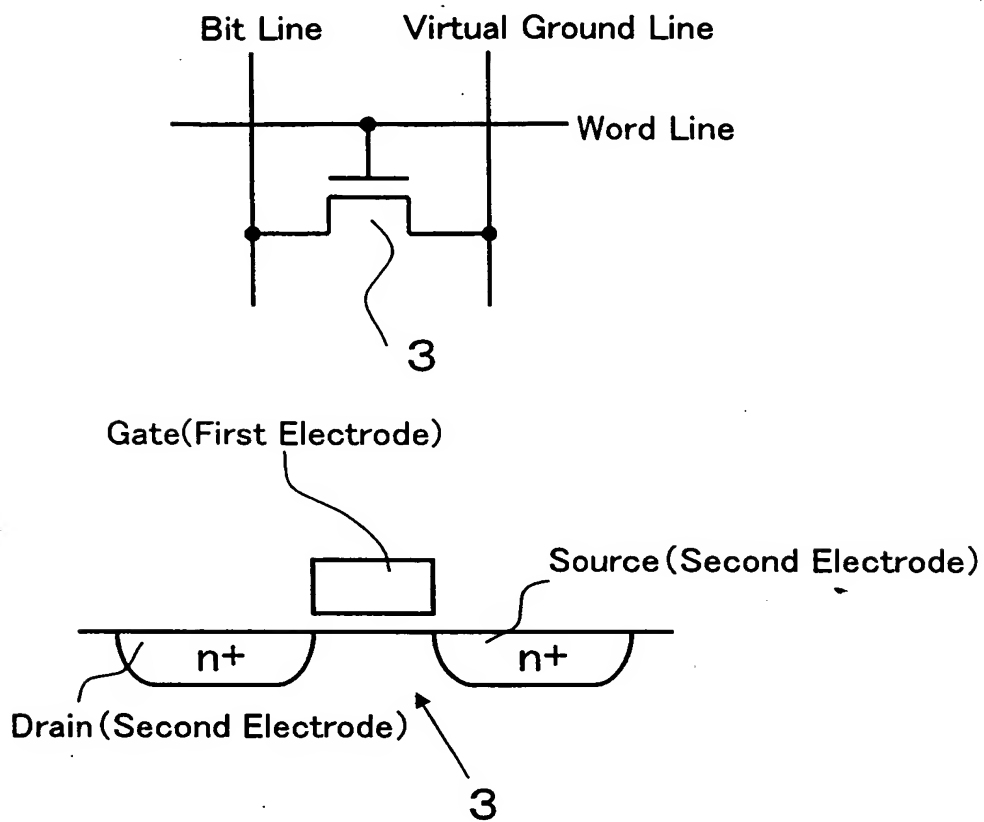 Bit Line
Virtual Ground Line
Word Line
3
Gate(First Electrode)
Source(Second Electrode)
n+
n+
Drain(Second Electrode)
3